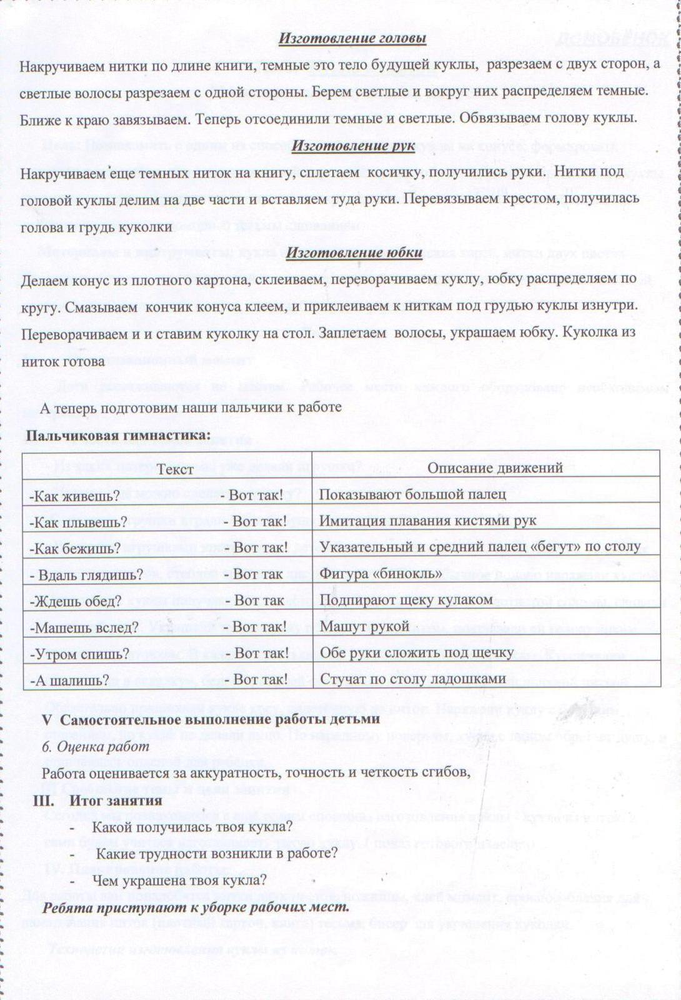 Изготовление головы
Накручиваем нитки по длине книги, темные это тело будущей куклы, разрезаем с двух сторон, а
светлые волосы разрезаем с одной стороны. Берем светлые и вокруг них распределяем темные.
Ближе к краю завязываем. Теперь отсоединили темные и светлые. Обвязываем голову куклы.
Изготовление рук
Накручиваем еще темных ниток на книгу, сплетаем косичку, получились руки. Нитки под
головой куклы делим на две части и вставляем туда руки. Перевязываем крестом, получилась
голова и грудь куколки
Изготовление юбки
Делаем конус из плотного картона, склеиваем, переворачиваем куклу, юбку распределяем по
кругу. Смазываем кончик конуса клеем, и приклеиваем к ниткам под грудью куклы изнутри.
Переворачиваем и и ставим куколку на стол. Заплетаем волосы, украшаем юбку. Куколка из
ниток готова
А теперь подготовим наши пальчики к работе
Пальчиковая гимнастика:
Текст Описание движений
-Как живешь? - Вот так! Показывают большой палец
-Как плывешь? - Вот так! Имитация плавания кистями рук
-Как бежишь? - Вот так! Указательный и средний палец «бегут» по столу
- Вдаль глядишь? - Вот так Фигура «бинокль»
-Ждешь обед? - Вот так Подпирают щеку кулаком
-Машешь вслед? - Вот так! Машут рукой
-Утром спишь? - Вот так! Обе руки сложить под щечку
-А шалишь? - Вот так! Стучат по столу ладошками
V Самостоятельное выполнение работы детьми
6. Оценка работ
Работа оценивается за аккуратность, точность и четкость сгибов,
III. Итог занятия
- Какой получилась твоя кукла?
- Какие трудности возникли в работе?
- Чем украшена твоя кукла?
Ребята приступают к уборке рабочих мест.